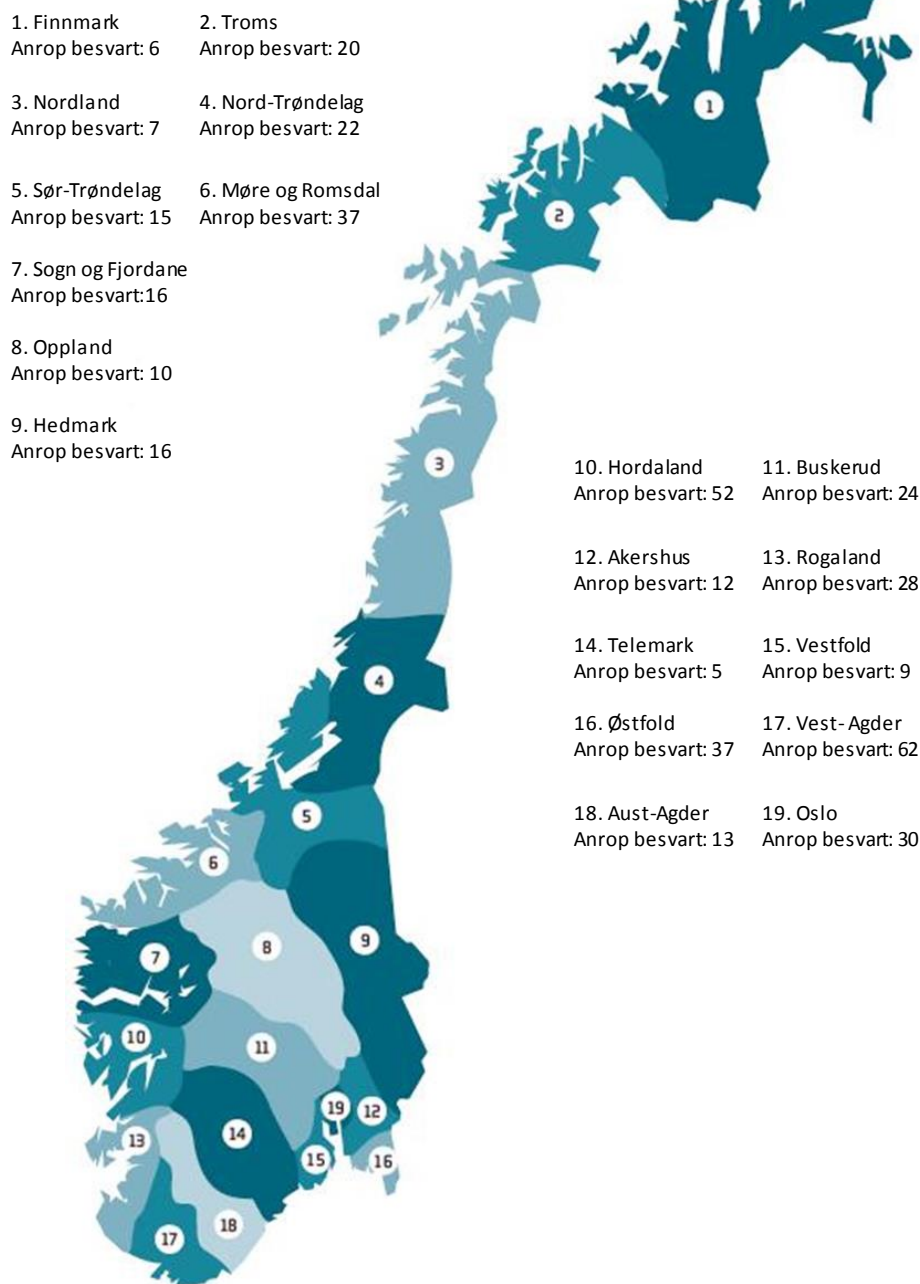 1. Finnmark
Anrop besvart: 6
2. Troms
Anrop besvart: 20
3. Nordland
Anrop besvart: 7
4. Nord-Trøndelag
Anrop besvart: 22
5. Sør-Trøndelag
Anrop besvart: 15
6. Møre og Romsdal
Anrop besvart: 37
7. Sogn og Fjordane
Anrop besvart:16
8. Oppland
Anrop besvart: 10
9. Hedmark
Anrop besvart: 16
10. Hordaland
Anrop besvart: 52
11. Buskerud
Anrop besvart: 24
12. Akershus
Anrop besvart: 12
13. Rogaland
Anrop besvart: 28
14. Telemark
Anrop besvart: 5
15. Vestfold
Anrop besvart: 9
16. Østfold
Anrop besvart: 37
17. Vest-Agder
Anrop besvart: 62
18. Aust-Agder
Anrop besvart: 13
19. Oslo
Anrop besvart: 30
1
2
3
4
5
6
7
8
9
10
11
19
12
14
13
15
16
18
17